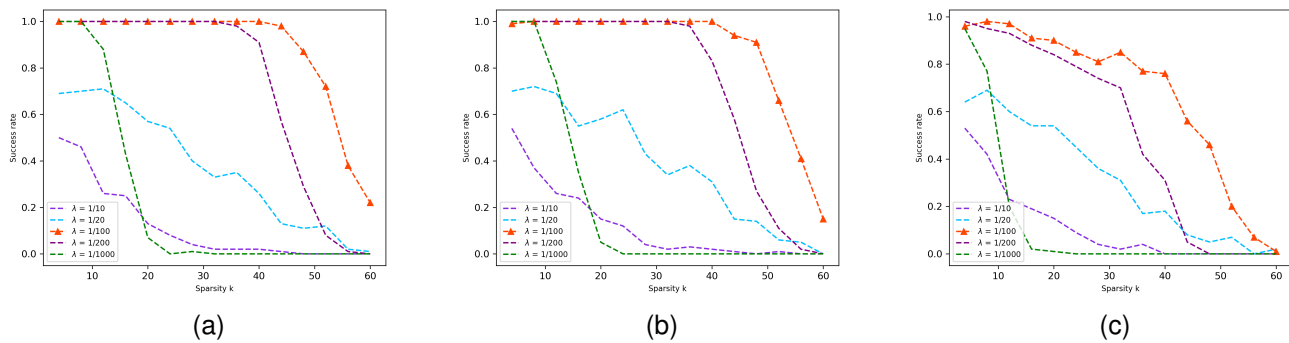 1.0
0.8
0.6
0.4
0.2
0.0
Success rate
10 20 30 40 50 60
Sparsity k
λ = 1/10
λ = 1/20
λ = 1/100
λ = 1/200
λ = 1/1000
(a)
1.0
0.8
0.6
0.4
0.2
0.0
Success rate
10 20 30 40 50 60
Sparsity k
λ = 1/10
λ = 1/20
λ = 1/100
λ = 1/200
λ = 1/1000
(b)
1.0
0.8
0.6
0.4
0.2
0.0
Success rate
10 20 30 40 50 60
Sparsity k
λ = 1/10
λ = 1/20
λ = 1/100
λ = 1/200
λ = 1/1000
(c)